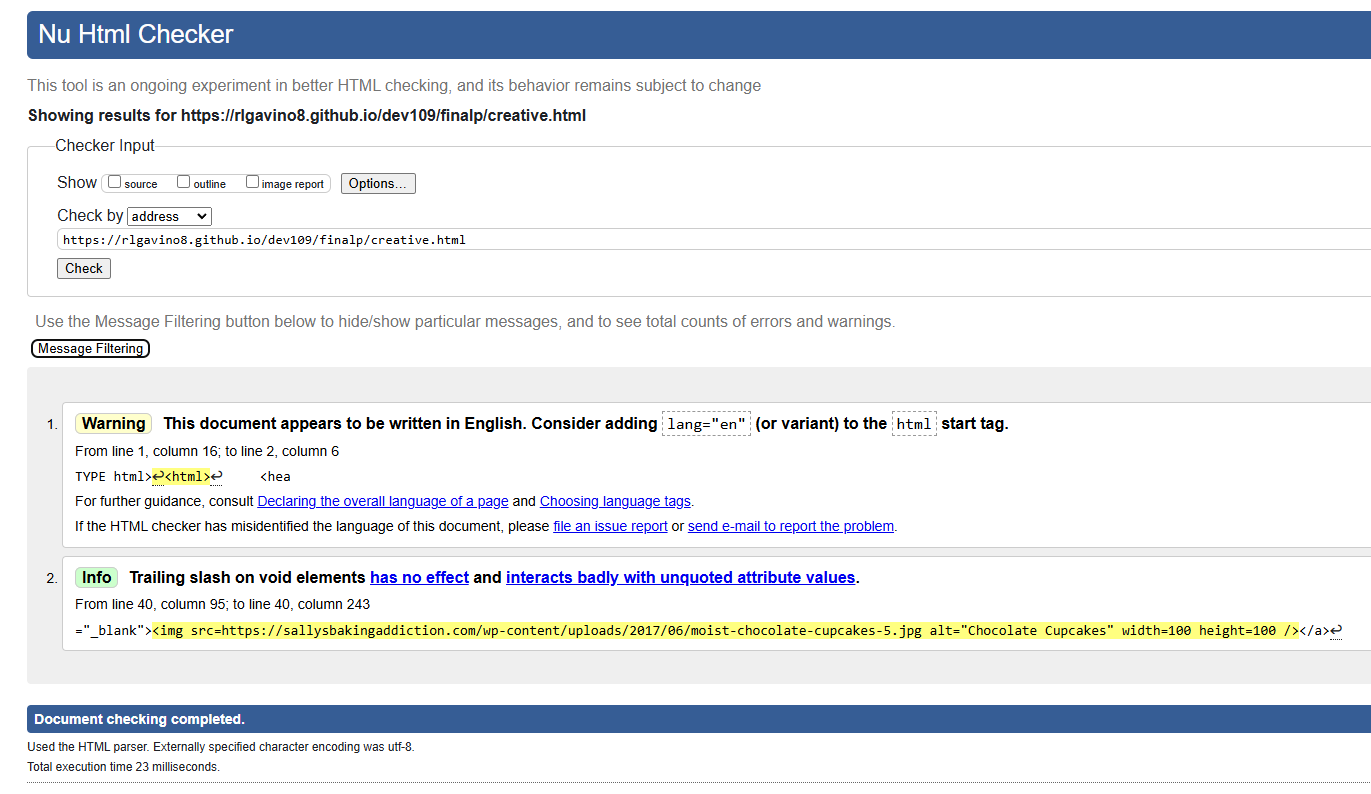 Nu Html Checker
This tool is an ongoing experiment in better HTML checking, and its behavior remains subject to change
Showing results for https://rlgavino8.github.io/dev109/finalp/creative.html
Checker Input
Show source outline image report Options...
Check by address
https://rlgavino8.github.io/dev109/finalp/creative.html
Check
Use the Message Filtering button below to hide/show particular messages, and to see total counts of errors and warnings.
Message Filtering
1. Warning This document appears to be written in English. Consider adding lang="en" (or variant) to the html start tag.
From line 1, column 16; to line 2, column 6
TYPE html>↩<html>↩ <hea
For further guidance, consult Declaring the overall language of a page and Choosing language tags.
If the HTML checker has misidentified the language of this document, please file an issue report or send e-mail to report the problem.
2. Info Trailing slash on void elements has no effect and interacts badly with unquoted attribute values.
From line 40, column 95; to line 40, column 243
="_blank"><img src=https://sallysbakingaddiction.com/wp-content/uploads/2017/06/moist-chocolate-cupcakes-5.jpg alt="Chocolate Cupcakes" width=100 height=100 /></a>↩
Document checking completed.
Used the HTML parser. Externally specified character encoding was utf-8.
Total execution time 23 milliseconds.